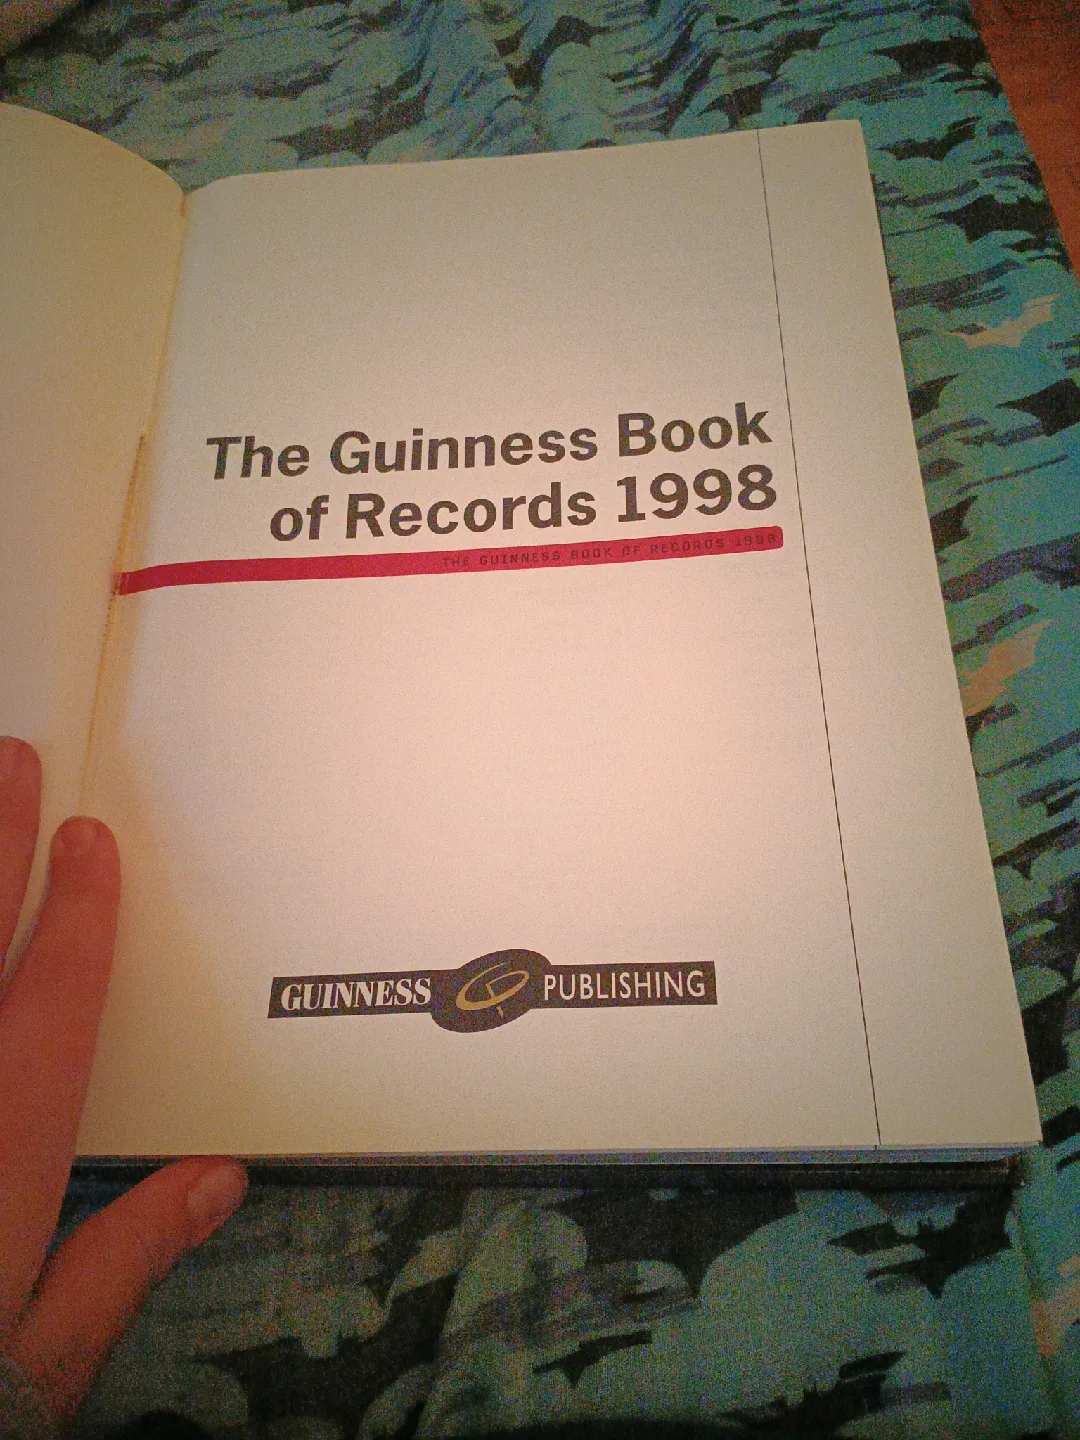 The Guinness Book
of Records 1998
THE GUINNESS BOOK OF RECORDS 1998
GUINNESS PUBLISHING